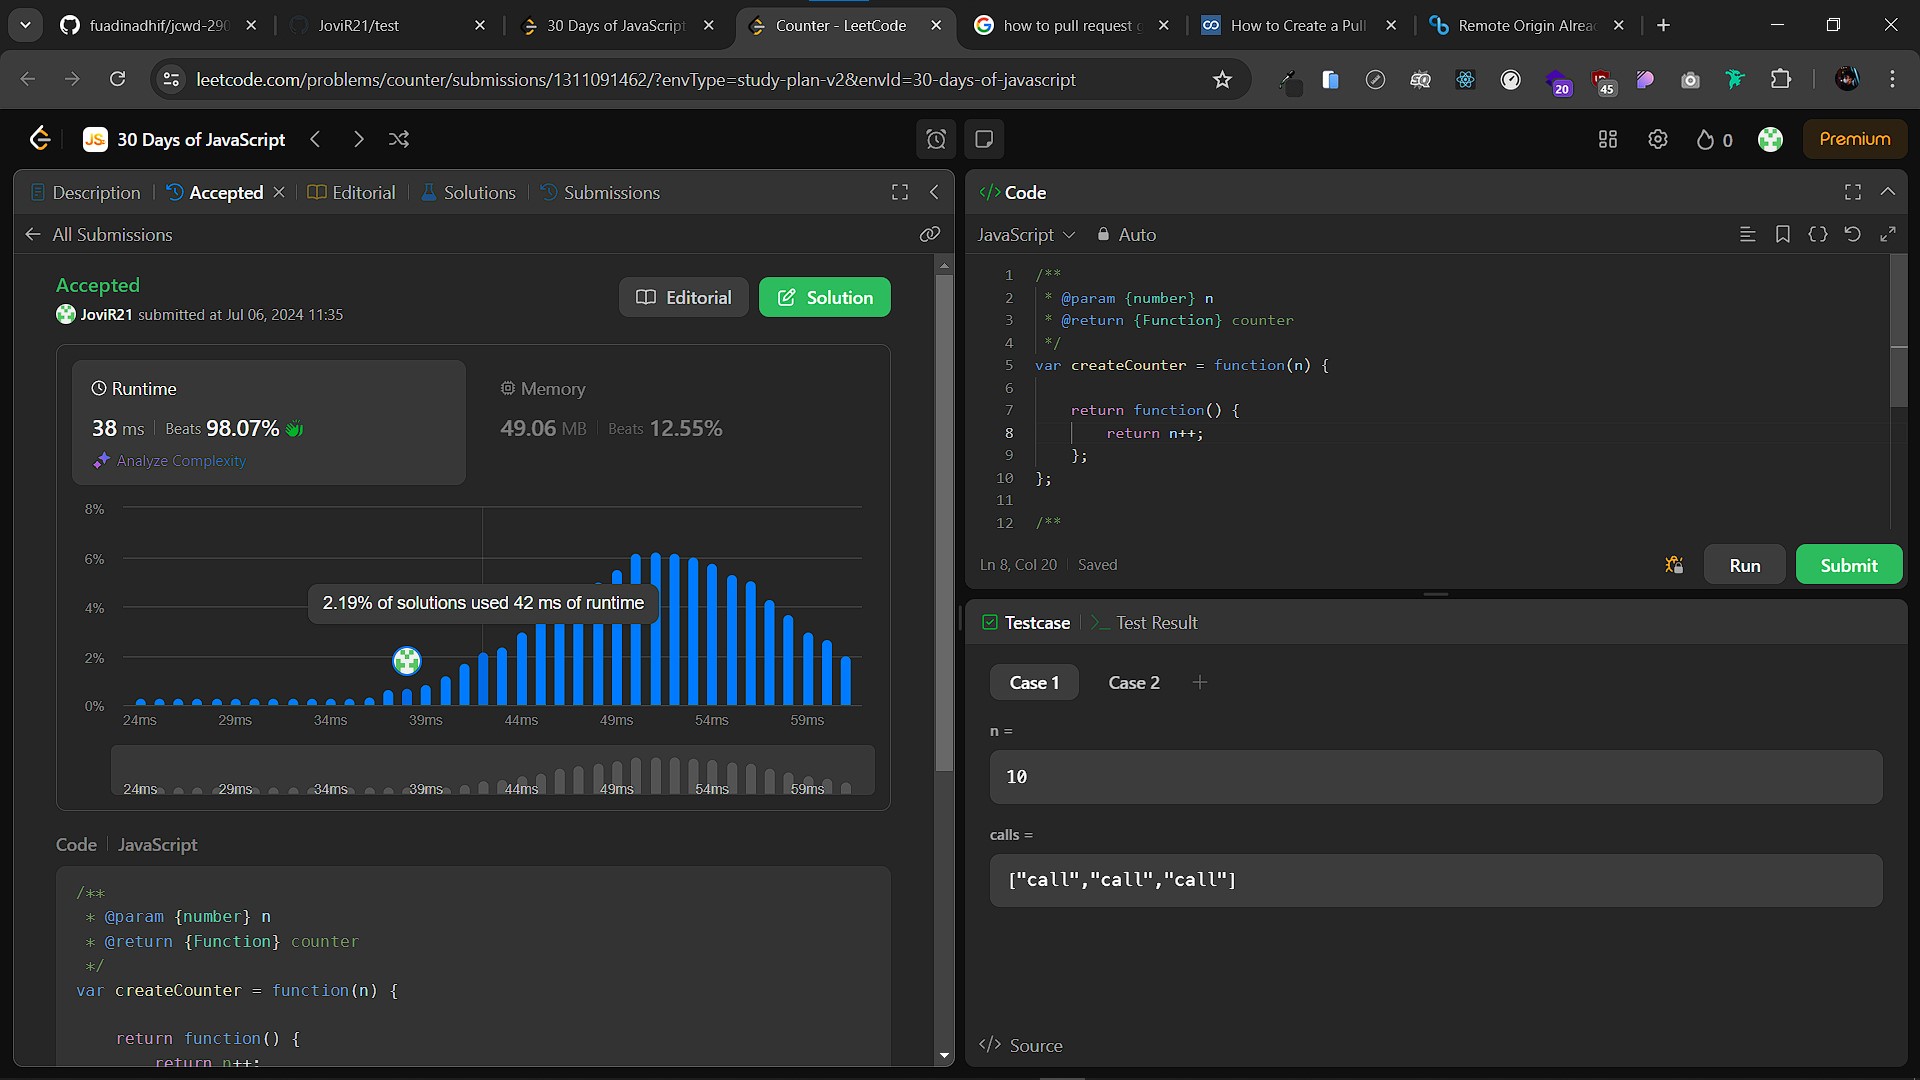 fuadinadhif/jcwd-290
JoviR21/test
30 Days of JavaScript
Counter - LeetCode
how to pull request g
How to Create a Pull
Remote Origin Alrea
leetcode.com/problems/counter/submissions/1311091462/?envType=study-plan-v2&envId=30-days-of-javascript
20
45
JS
30 Days of JavaScript
0
Premium
Description
Accepted
Editorial
Solutions
Submissions
All Submissions
Accepted
JoviR21 submitted at Jul 06, 2024 11:35
Editorial
Solution
Runtime
38 ms
Beats 98.07%
Analyze Complexity
Memory
49.06 MB
Beats 12.55%
8%
6%
4%
2%
0%
2.19% of solutions used 42 ms of runtime
24ms 29ms 34ms 39ms 44ms 49ms 54ms 59ms
24ms 29ms 34ms 39ms 44ms 49ms 54ms 59ms
Code
JavaScript
/**
* @param {number} n
* @return {Function} counter
*/
var createCounter = function(n) {
return function() {
return n++;
</> Code
JavaScript
Auto
1 /**
2 * @param {number} n
3 * @return {Function} counter
4 */
5 var createCounter = function(n) {
6
7 return function() {
8 return n++;
9 };
10 };
11
12 /**
Ln 8, Col 20
Saved
Run
Submit
Testcase
>_ Test Result
Case 1
Case 2
+
n =
10
calls =
["call","call","call"]
</> Source